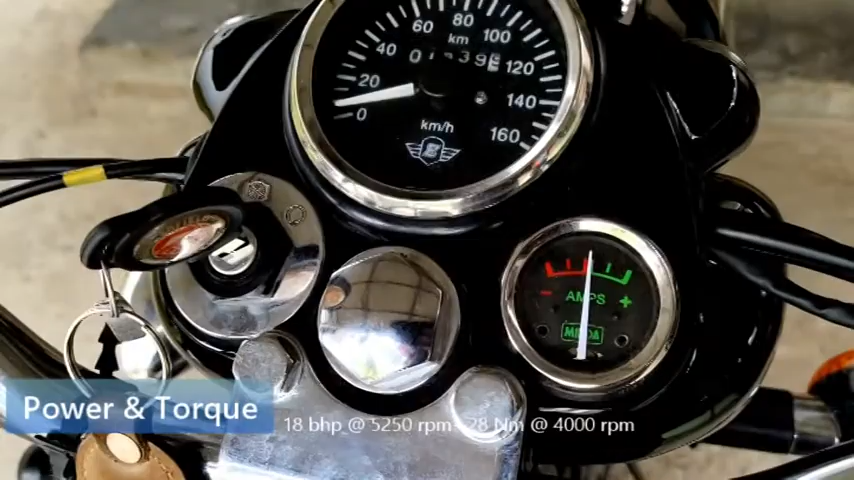 60 80
km
40 100
20 120
0 140
km/h
160
- AMPS +
Power & Torque
18 bhp @ 5250 rpm - 28 Nm @ 4000 rpm